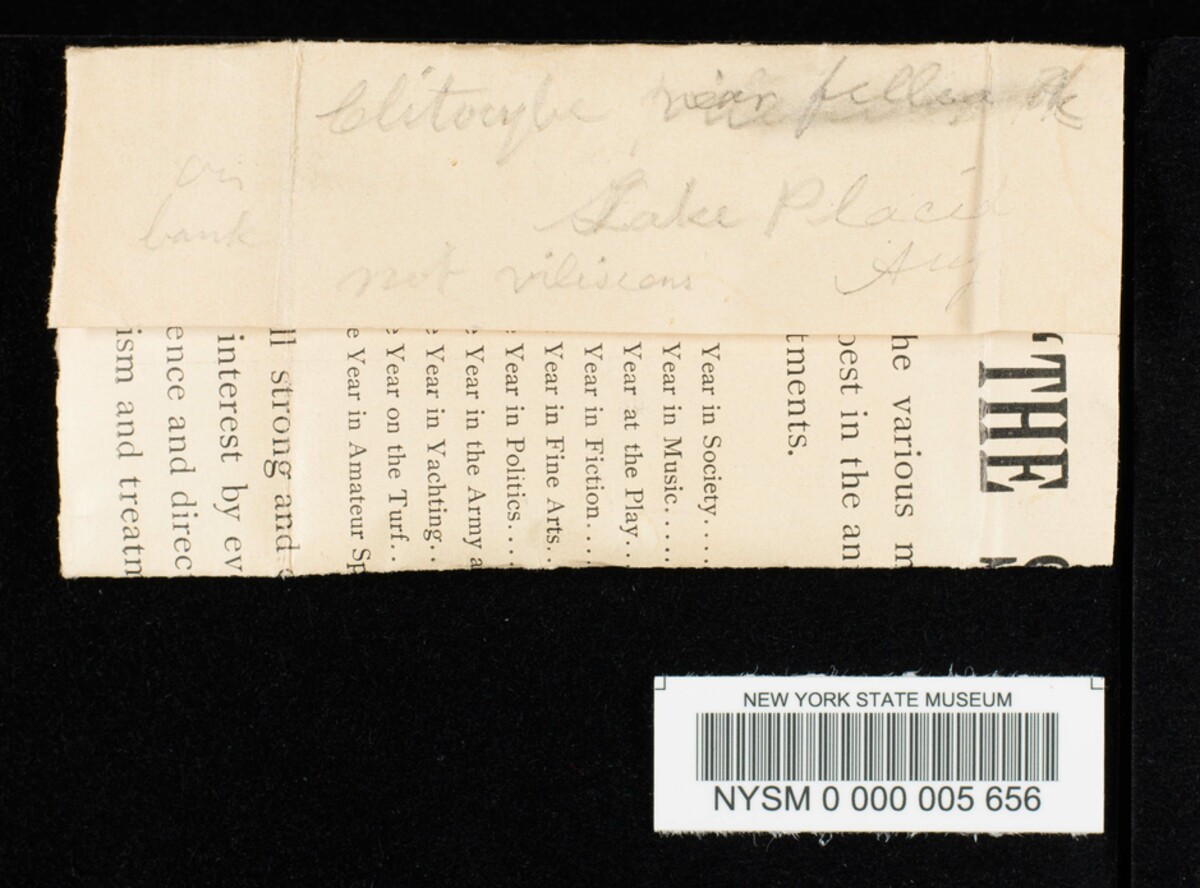 Clitocybe
on
bank
Lake Placid
Aug
not viliscans
‘THE
he various m
best in the an
tments.
Year in Society....
Year in Music.....
Year at the Play..
Year in Fiction....
Year in Fine Arts..
Year in Politics....
Year in the Army a
e Year in Yachting..
e Year on the Turf..
e Year in Amateur Sp
ll strong and
interest by ev
ence and direc
ism and treatm
NEW YORK STATE MUSEUM
NYSM 0 000 005 656